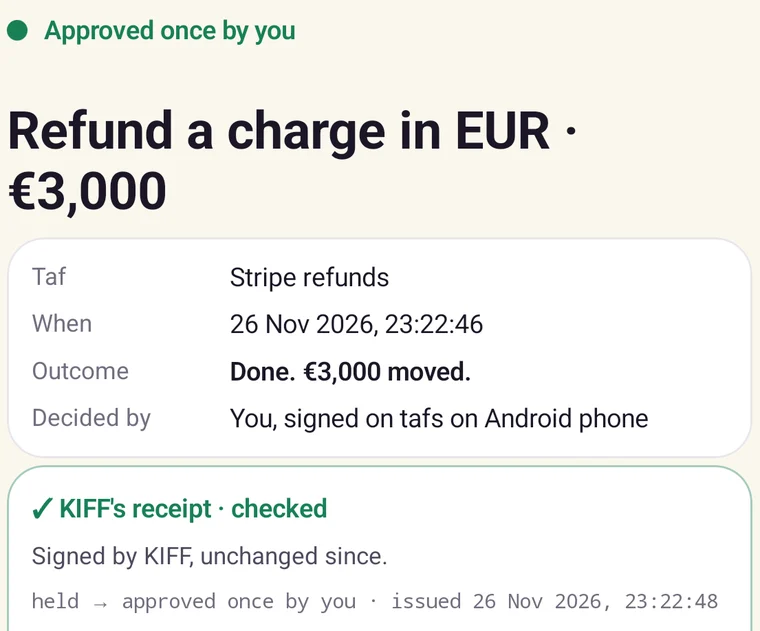 Approved once by you
Refund a charge in EUR ·
€3,000
Taf Stripe refunds
When 26 Nov 2026, 23:22:46
Outcome Done. €3,000 moved.
Decided by You, signed on tafs on Android phone
✓ KIFF's receipt · checked
Signed by KIFF, unchanged since.
held → approved once by you · issued 26 Nov 2026, 23:22:48